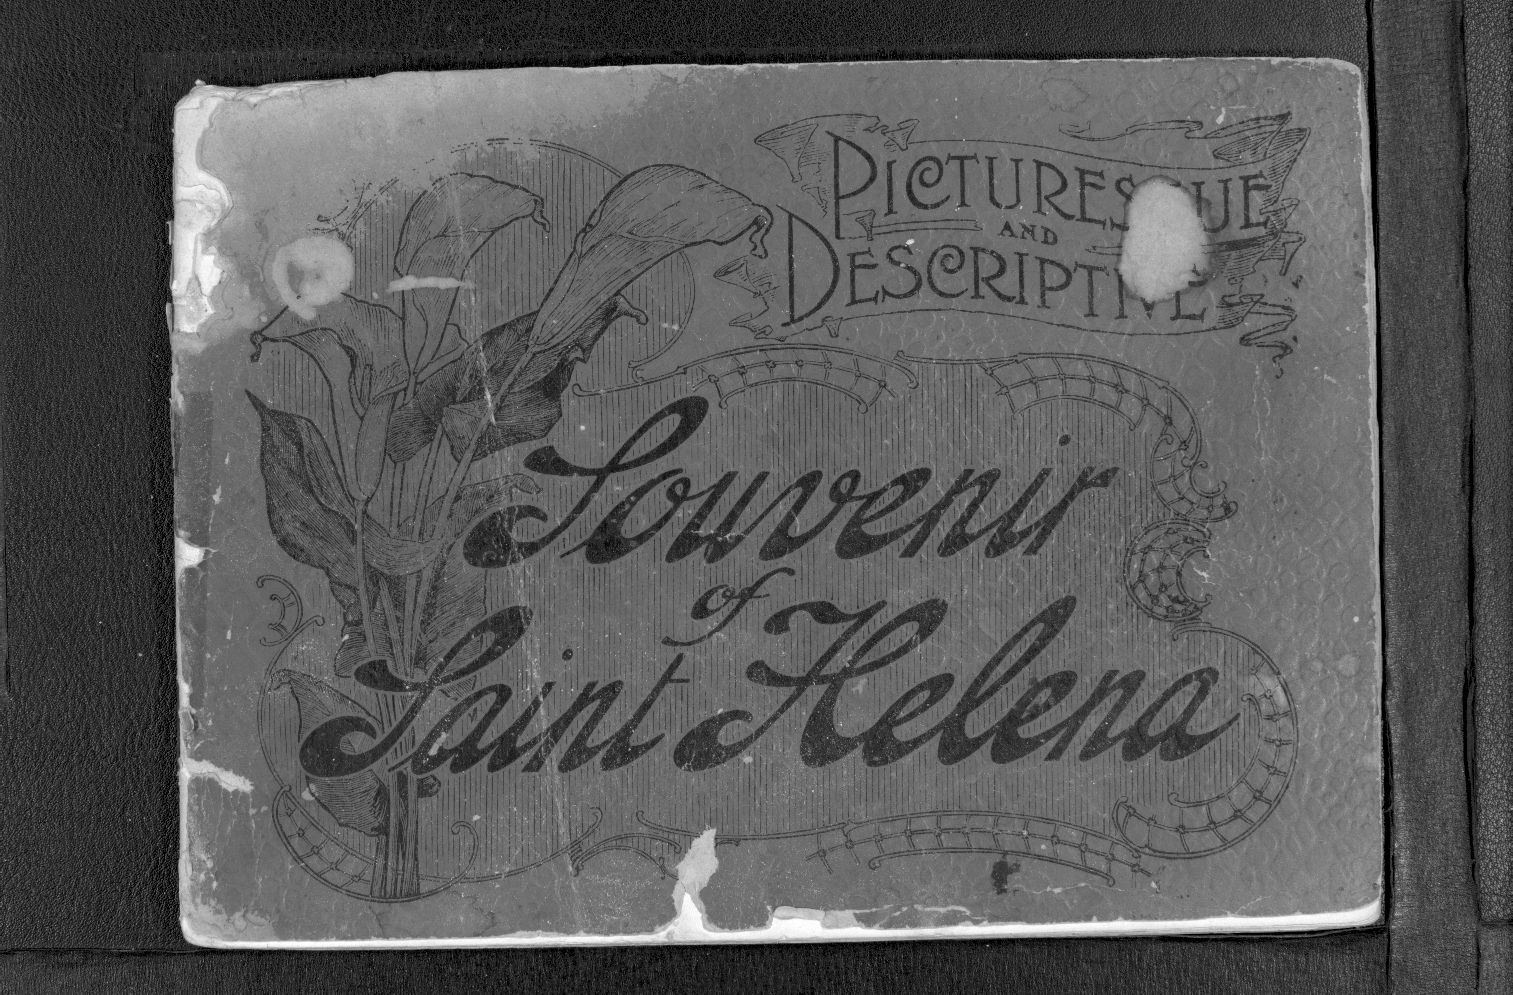 PICTURESQUE
AND
DESCRIPTIVE
Souvenir
of
Saint Helena